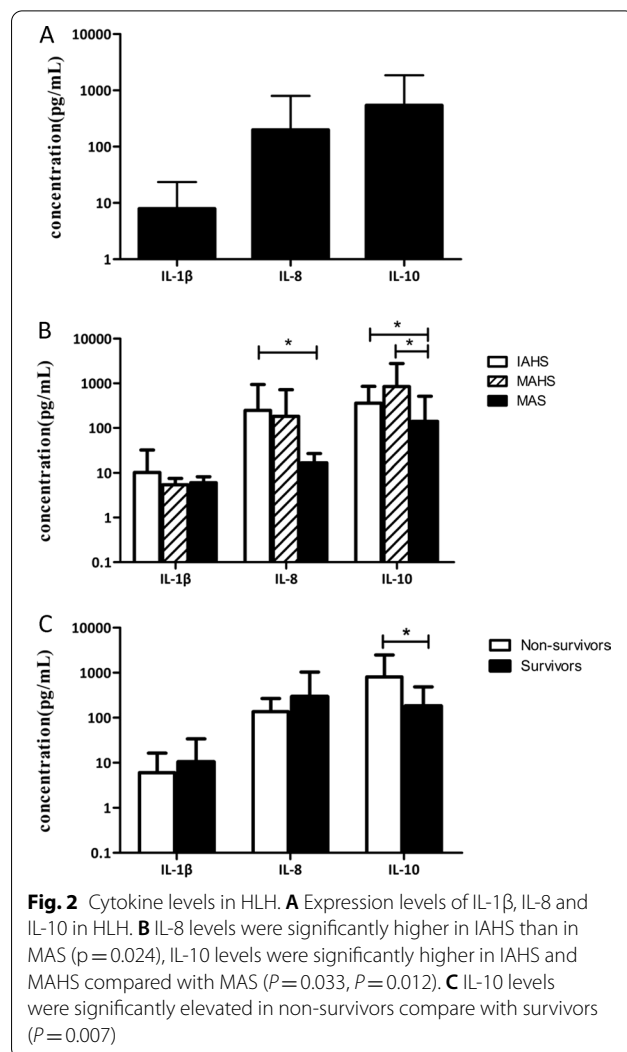 A
concentration(pg/mL)
10000
1000
100
10
1
IL-1β IL-8 IL-10
B
concentration(pg/mL)
10000
1000
100
10
1
0.1
* * *
IAHS
MAHS
MAS
IL-1β IL-8 IL-10
C
concentration(pg/mL)
10000
1000
100
10
1
0.1
*
Non-survivors
Survivors
IL-1β IL-8 IL-10
Fig. 2 Cytokine levels in HLH. A Expression levels of IL-1β, IL-8 and
IL-10 in HLH. B IL-8 levels were significantly higher in IAHS than in
MAS (p = 0.024), IL-10 levels were significantly higher in IAHS and
MAHS compared with MAS (P = 0.033, P = 0.012). C IL-10 levels
were significantly elevated in non-survivors compare with survivors
(P = 0.007)